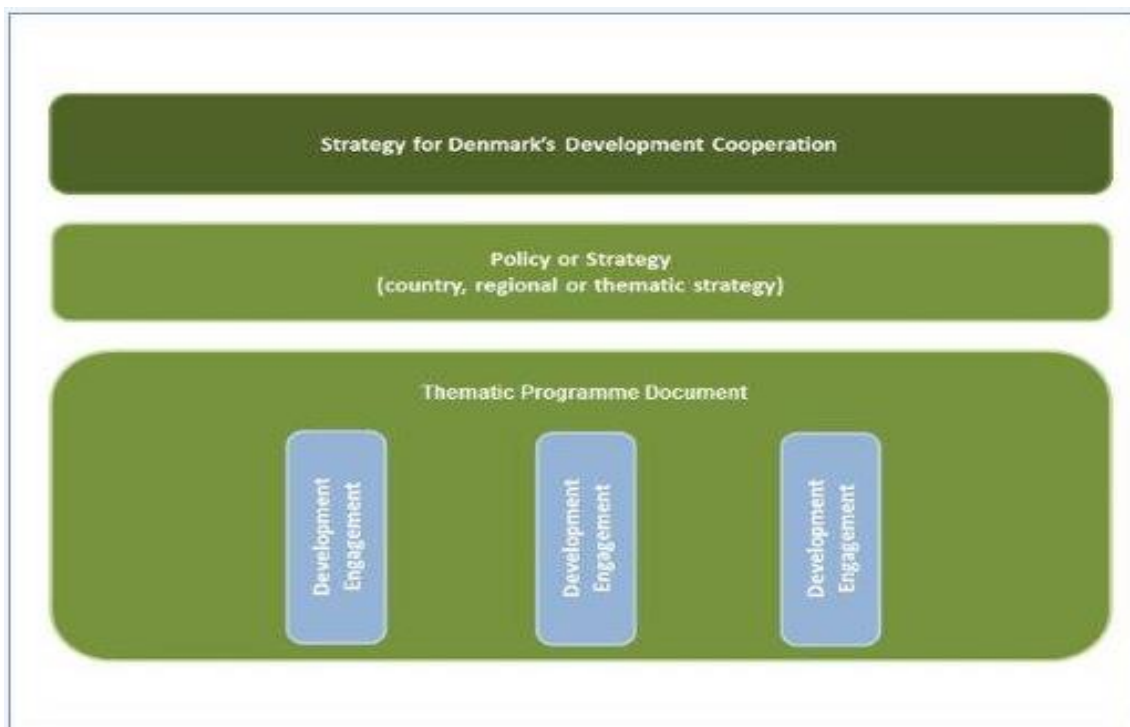 Strategy for Denmark's Development Cooperation
Policy or Strategy
(country, regional or thematic strategy)
Thematic Programme Document
Development
Engagement
Development
Engagement
Development
Engagement